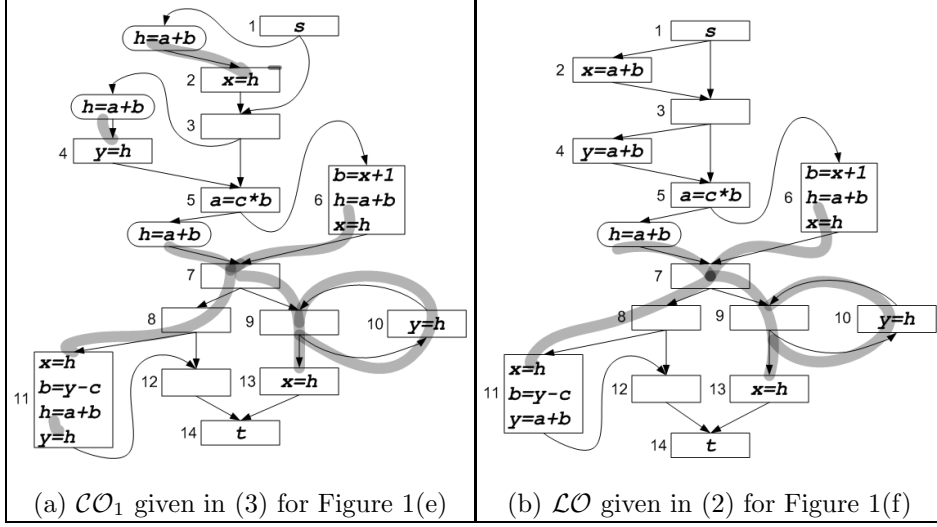 1 s
h=a+b
2 x=h
h=a+b
3
4 y=h
5 a=c*b
6 b=x+1
h=a+b
x=h
h=a+b
7
8
9
10 y=h
11 x=h
b=y-c
h=a+b
y=h
12
13 x=h
14 t
(a) CO₁ given in (3) for Figure 1(e)
1 s
2 x=a+b
3
4 y=a+b
5 a=c*b
6 b=x+1
h=a+b
x=h
h=a+b
7
8
9
10 y=h
11 x=h
b=y-c
y=a+b
12
13 x=h
14 t
(b) LO given in (2) for Figure 1(f)